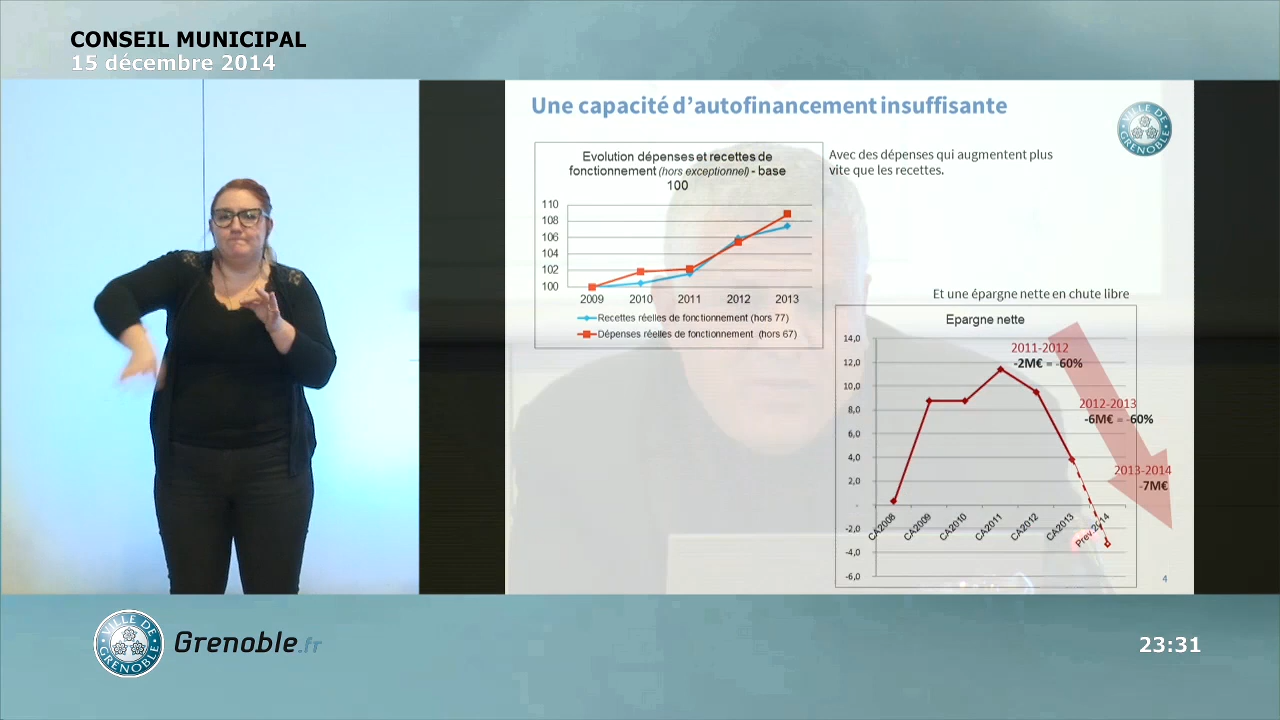 CONSEIL MUNICIPAL
15 décembre 2014
Une capacité d'autofinancement insuffisante
VILLE DE
GRENOBLE
Evolution dépenses et recettes de
fonctionnement (hors exceptionnel) - base
100
110
108
106
104
102
100
2009 2010 2011 2012 2013
Recettes réelles de fonctionnement (hors 77)
Dépenses réelles de fonctionnement (hors 67)
Avec des dépenses qui augmentent plus
vite que les recettes.
Et une épargne nette en chute libre
Epargne nette
14,0
12,0
10,0
8,0
6,0
4,0
2,0
-
-2,0
-4,0
-6,0
CA2008 CA2009 CA2010 CA2011 CA2012 CA2013 Prev.2014
2011-2012
-2M€ = -60%
2012-2013
-6M€ = -60%
2013-2014
-7M€
4
VILLE DE
GRENOBLE
Grenoble.fr
23:31